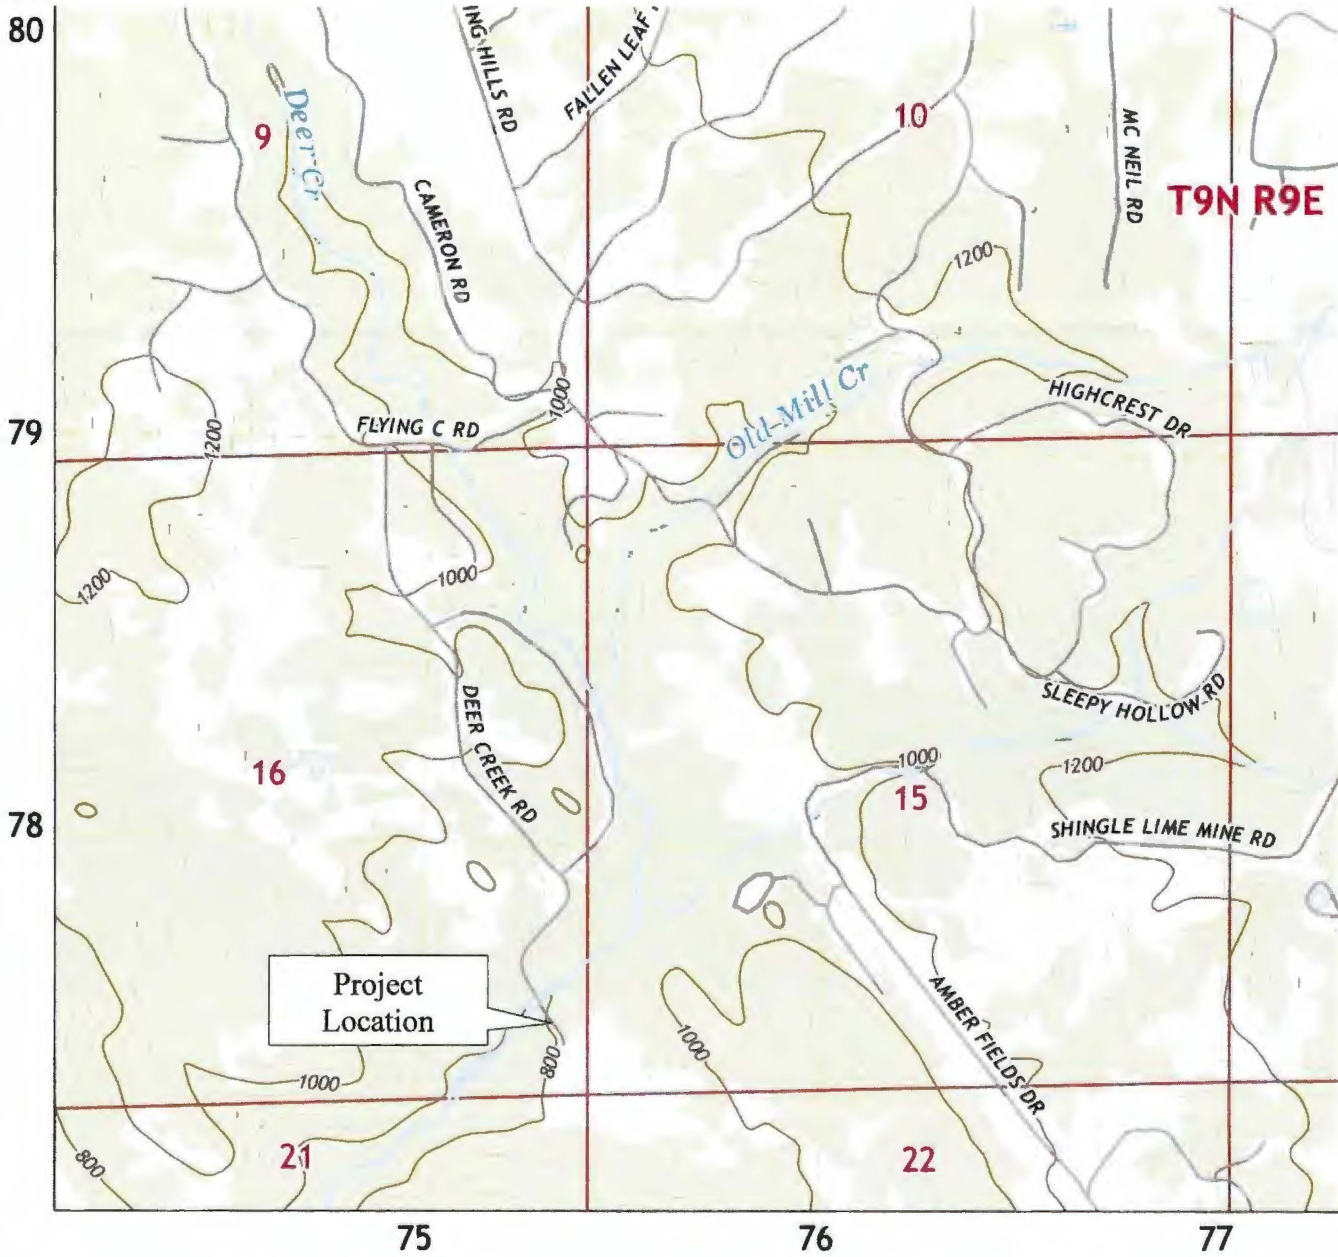 80
ING HILLS RD
FALLEN LEAF
Deer Cr
9
10
MC NEIL RD
T9N R9E
CAMERON RD
1200
Old Mill Cr
1000
HIGHCREST DR
79
FLYING C RD
1200
1000
1200
SLEEPY HOLLOW RD
DEER CREEK RD
16
1000
15
1200
78
SHINGLE LIME MINE RD
Project
Location
AMBER FIELDS DR
1000
800
1000
21
22
800
75
76
77